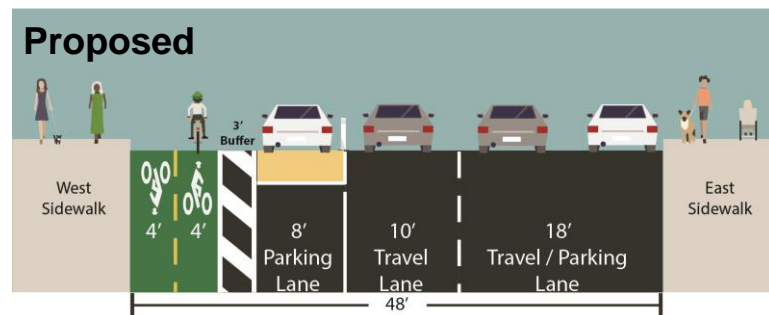 Proposed
3'
Buffer
West
Sidewalk
4'
4'
8'
Parking
Lane
10'
Travel
Lane
18'
Travel / Parking
Lane
East
Sidewalk
48'